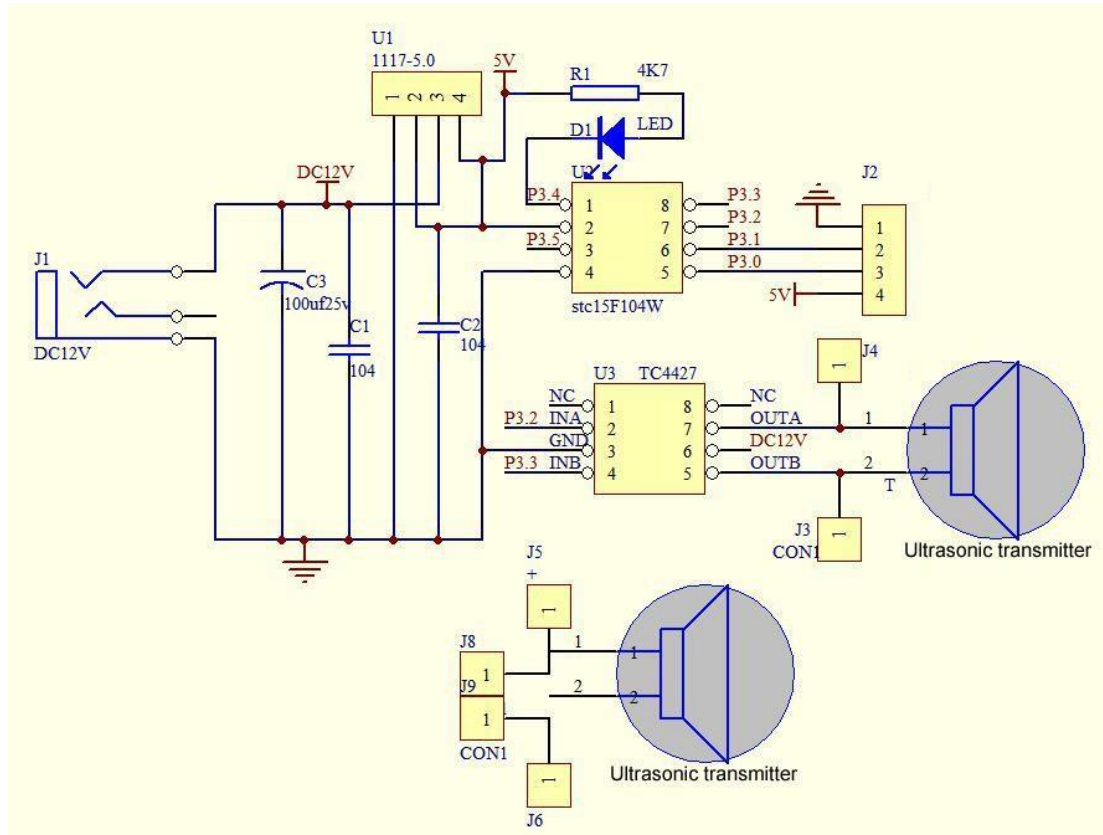 U1
1117-5.0
1 2 3 4
5V
R1 4K7
D1 LED
DC12V
J1
DC12V
C3
100uf25v
C1
104
C2
104
P3.4
P3.5
1 8
2 7
3 6
4 5
stc15F104W
P3.3
P3.2
P3.1
P3.0
J2
1
2
3
4
5V
U3 TC4427
NC 1 8 NC
P3.2 INA 2 7 OUTA
GND 3 6 DC12V
P3.3 INB 4 5 OUTB
J4
1
1
1
2
2
T
J3
CON1
1
Ultrasonic transmitter
J5
+
1
J8
1
J9
1
CON1
1
J6
1
1
2
2
Ultrasonic transmitter